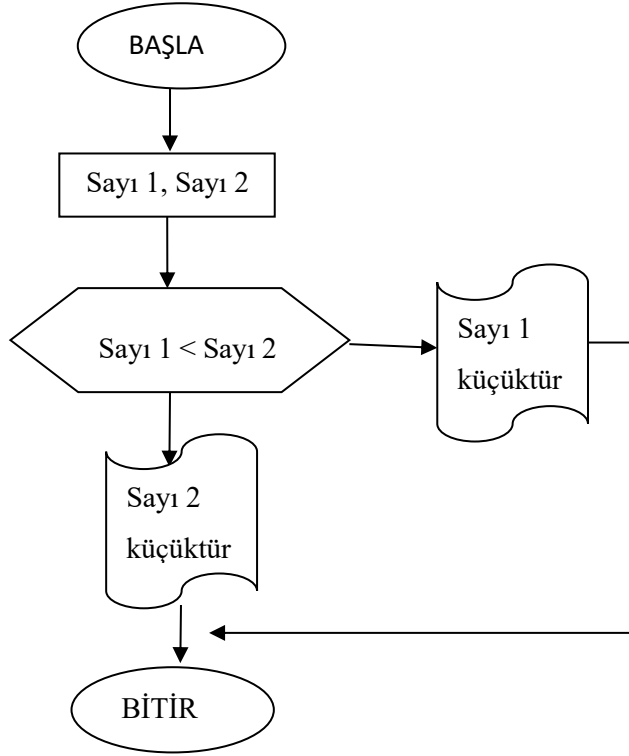 BAŞLA
Sayı 1, Sayı 2
Sayı 1 < Sayı 2
Sayı 1
küçüktür
Sayı 2
küçüktür
BİTİR